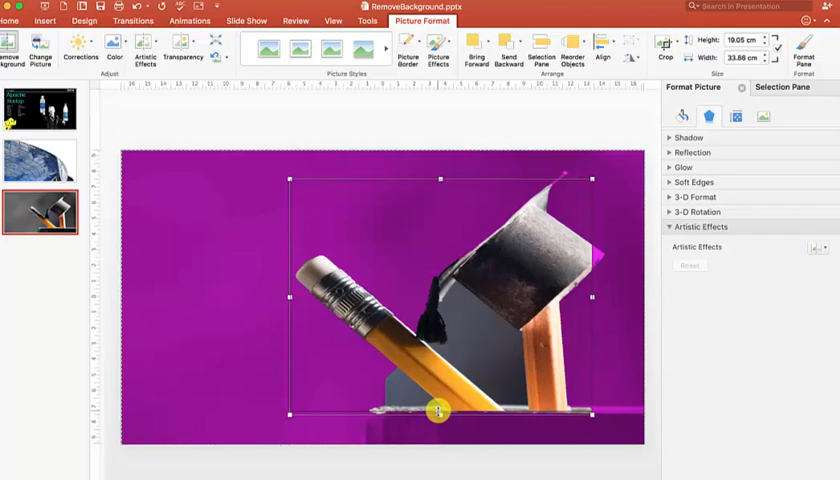 RemoveBackground.pptx
Search in Presentation
Home Insert Design Transitions Animations Slide Show Review View Tools Picture Format
Remove
Background
Change
Picture
Corrections
Color
Artistic
Effects
Transparency
Picture
Border
Picture
Effects
Bring
Forward
Send
Backward
Selection
Pane
Reorder
Objects
Align
Crop
Height: 19.05 cm
Width: 33.86 cm
Format
Pane
Adjust
Picture Styles
Arrange
Size
Format
Format Picture
Selection Pane
Shadow
Reflection
Glow
Soft Edges
3-D Format
3-D Rotation
Artistic Effects
Artistic Effects
Reset
Apache